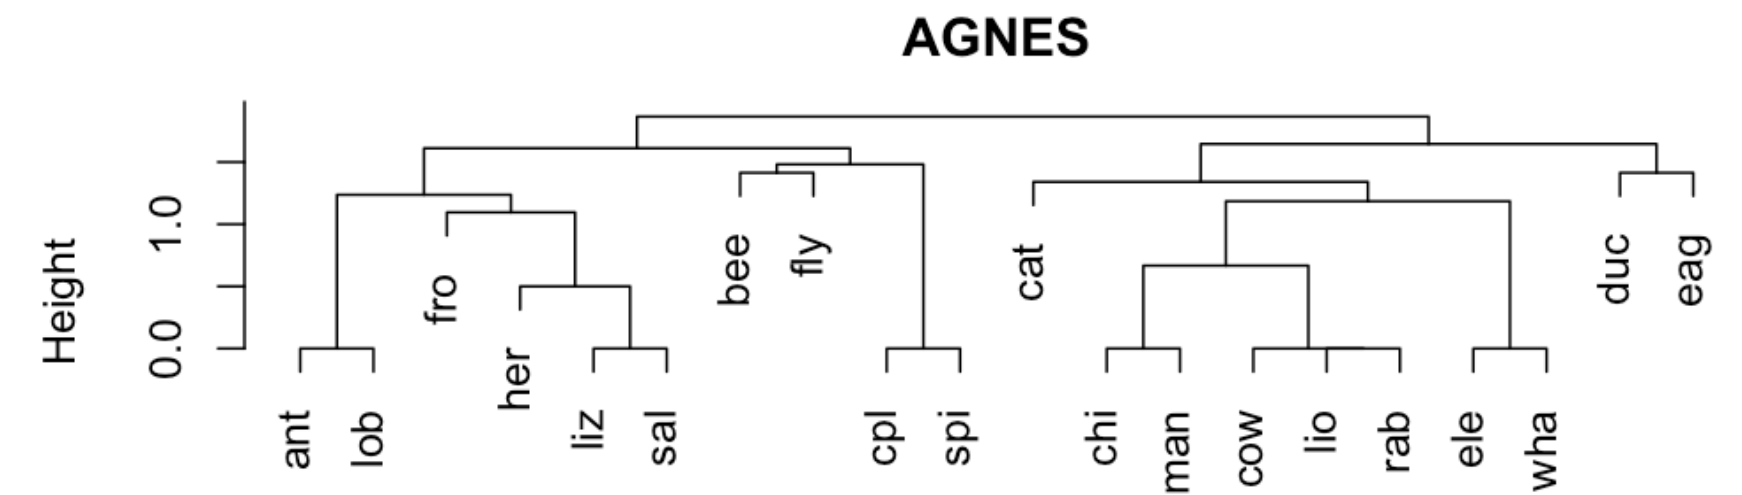 AGNES
Height
0.0 1.0
ant lob fro her liz sal bee fly cpl spi cat chi man cow lio rab ele wha duc eag